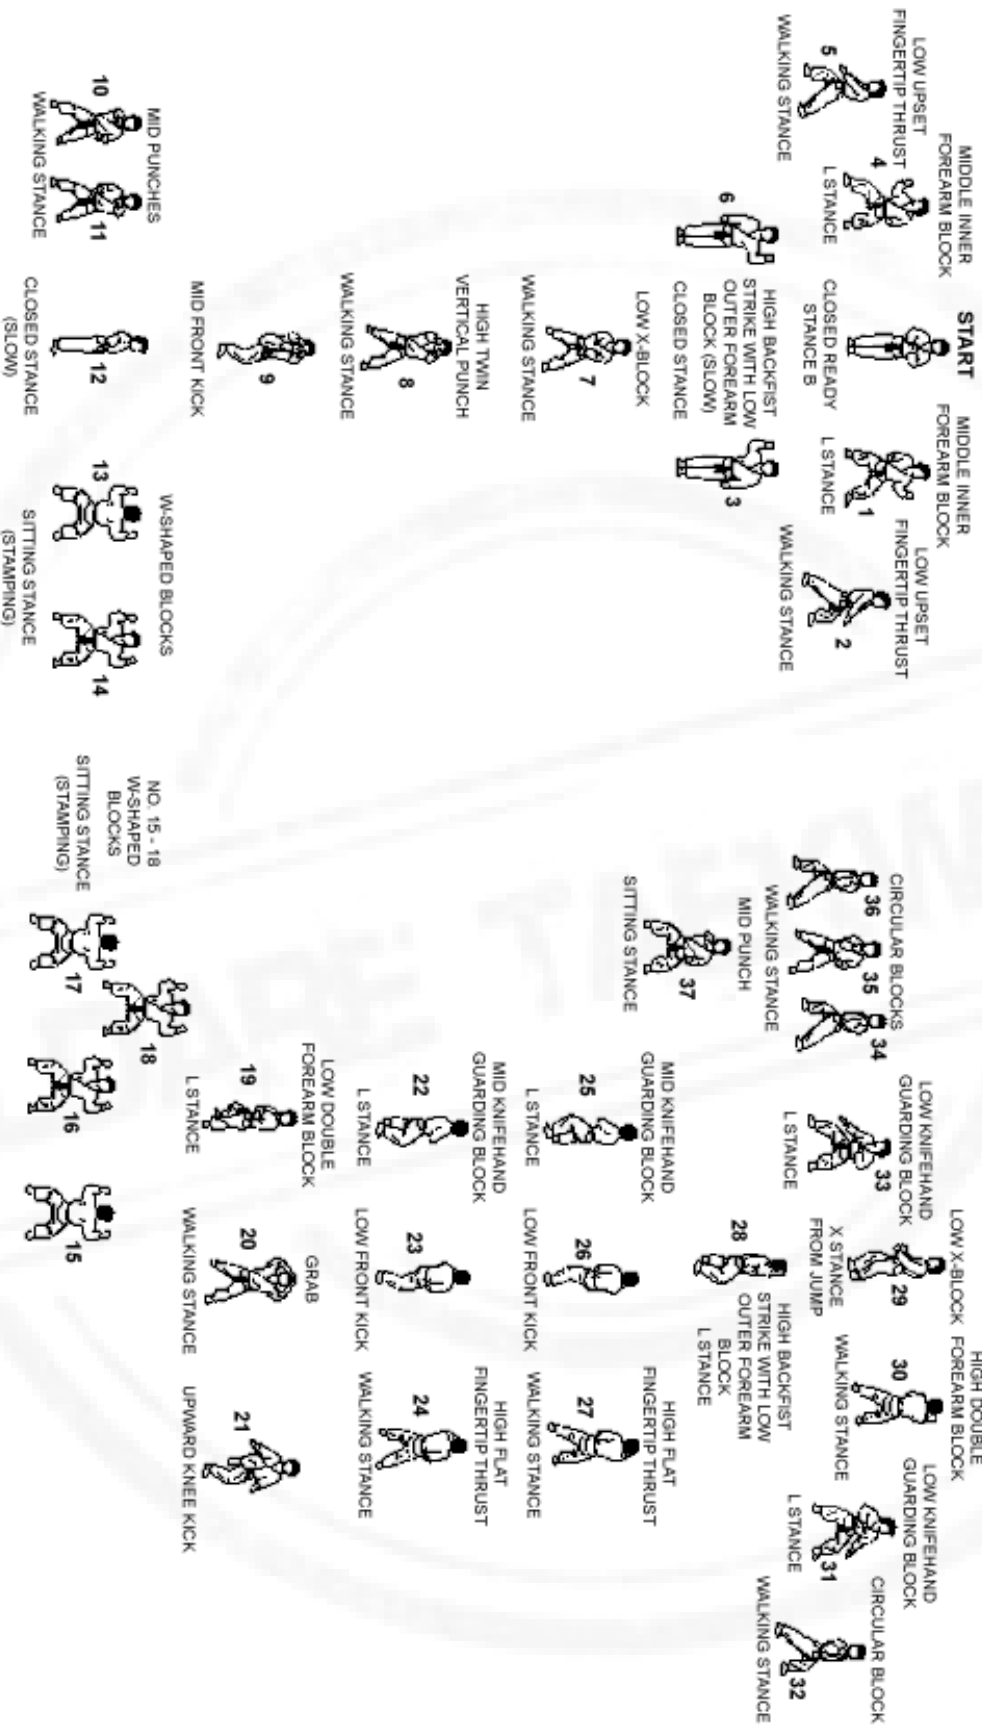 START
MIDDLE INNER
FOREARM BLOCK
LOW UPSET
FINGERTIP THRUST
5
WALKING STANCE
4
L STANCE
CLOSED READY
STANCE B
MIDDLE INNER
FOREARM BLOCK
1
L STANCE
LOW UPSET
FINGERTIP THRUST
2
WALKING STANCE
6
HIGH BACKFIST
STRIKE WITH LOW
OUTER FOREARM
BLOCK (SLOW)
CLOSED STANCE
3
LOW X-BLOCK
7
WALKING STANCE
HIGH TWIN
VERTICAL PUNCH
8
WALKING STANCE
9
MID FRONT KICK
MID PUNCHES
10
11
WALKING STANCE
12
CLOSED STANCE
(SLOW)
W-SHAPED BLOCKS
13
14
SITTING STANCE
(STAMPING)
NO. 15 - 18
W-SHAPED
BLOCKS
SITTING STANCE
(STAMPING)
17
18
16
15
LOW DOUBLE
FOREARM BLOCK
19
L STANCE
GRAB
20
WALKING STANCE
21
UPWARD KNEE KICK
MID KNIFEHAND
GUARDING BLOCK
22
L STANCE
23
LOW FRONT KICK
HIGH FLAT
FINGERTIP THRUST
24
WALKING STANCE
MID KNIFEHAND
GUARDING BLOCK
25
L STANCE
26
LOW FRONT KICK
HIGH FLAT
FINGERTIP THRUST
27
WALKING STANCE
28
HIGH BACKFIST
STRIKE WITH LOW
OUTER FOREARM
BLOCK
L STANCE
LOW X-BLOCK
29
X STANCE
FROM JUMP
HIGH DOUBLE
FOREARM BLOCK
30
WALKING STANCE
LOW KNIFEHAND
GUARDING BLOCK
31
L STANCE
CIRCULAR BLOCK
32
WALKING STANCE
LOW KNIFEHAND
GUARDING BLOCK
33
L STANCE
CIRCULAR BLOCKS
36
35
34
WALKING STANCE
MID PUNCH
37
SITTING STANCE